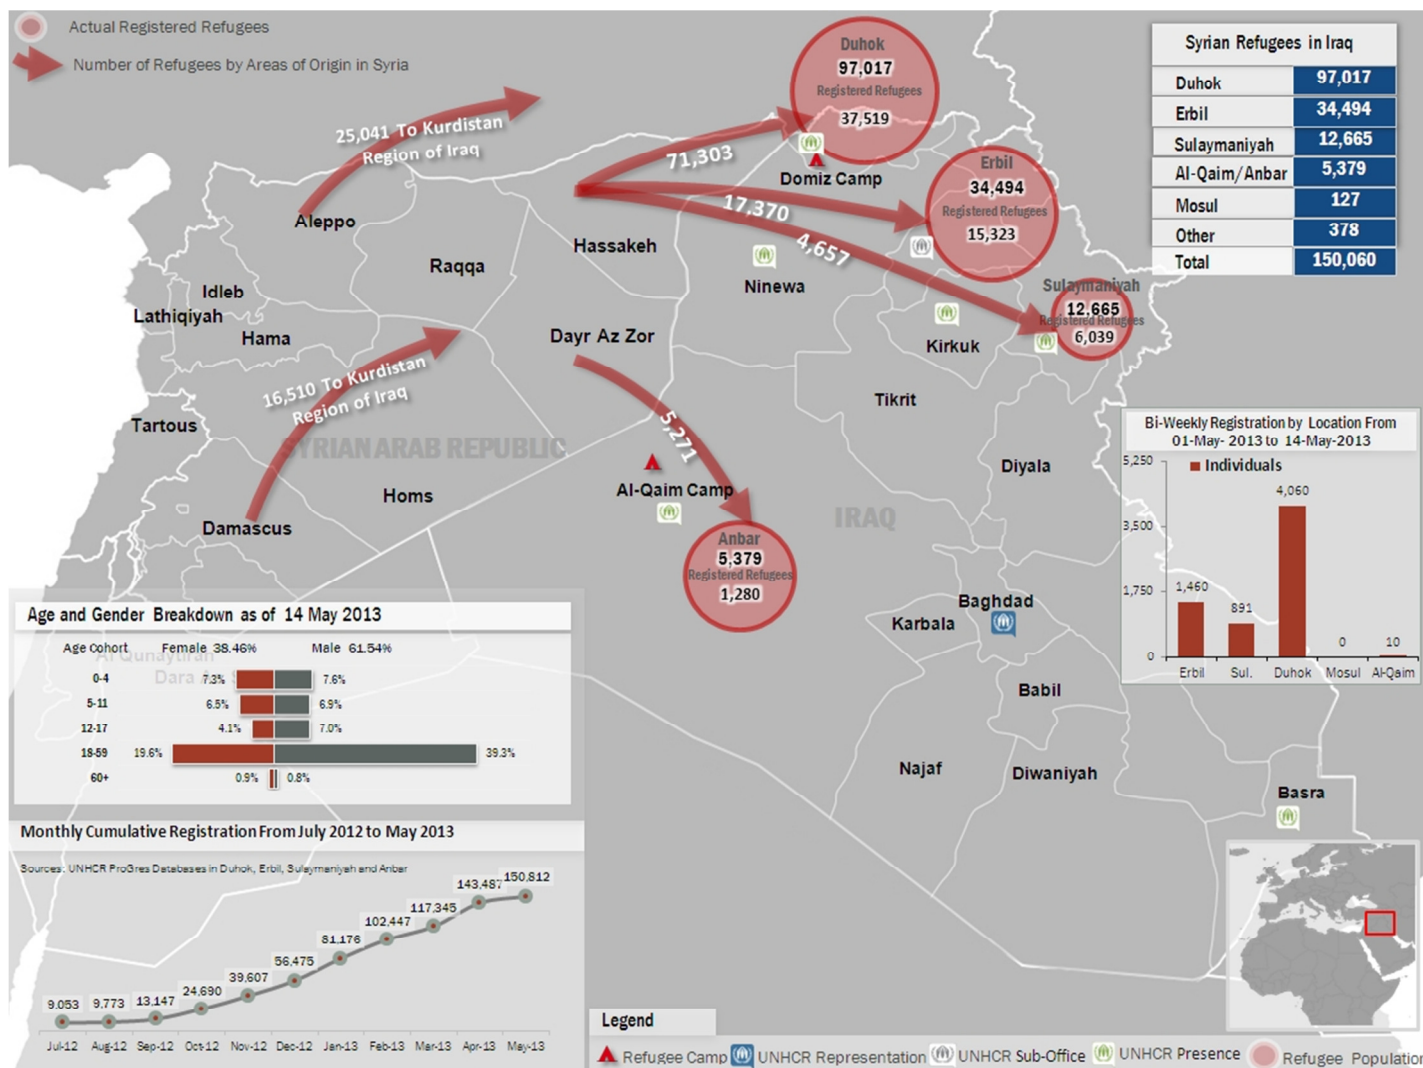 Actual Registered Refugees
Number of Refugees by Areas of Origin in Syria
25,041 To Kurdistan
Region of Iraq
71,303
17,370
4,657
Duhok
97,017
Registered Refugees
37,519
Domiz Camp
Erbil
34,494
Registered Refugees
15,323
Sulaymaniyah
12,665
Registered Refugees
6,039
Syrian Refugees in Iraq
Duhok 97,017
Erbil 34,494
Sulaymaniyah 12,665
Al-Qaim/Anbar 5,379
Mosul 127
Other 378
Total 150,060
Aleppo
Raqqa
Hassakeh
Idleb
Lathiqiyah
Hama
Ninewa
Dayr Az Zor
Kirkuk
Tikrit
16,510 To Kurdistan
Region of Iraq
5,271
Tartous
SYRIAN ARAB REPUBLIC
Homs
Damascus
Al-Qaim Camp
Diyala
IRAQ
Anbar
5,379
Registered Refugees
1,280
Baghdad
Karbala
Babil
Najaf
Diwaniyah
Basra
Bi-Weekly Registration by Location From
01-May- 2013 to 14-May-2013
Individuals
5,250
3,500
1,750
0
1,460
891
4,060
0
10
Erbil Sul. Duhok Mosul Al-Qaim
Age and Gender Breakdown as of 14 May 2013
Age Cohort Female 38.46% Male 61.54%
Al Qunaytirah
0-4 7.3% 7.6%
5-11 6.5% 6.9%
12-17 4.1% 7.0%
18-59 19.6% 39.3%
60+ 0.9% 0.8%
Monthly Cumulative Registration From July 2012 to May 2013
Sources: UNHCR ProGres Databases in Duhok, Erbil, Sulaymaniyah and Anbar
9,053 9,773 13,147 24,690 39,607 56,475 81,176 102,447 117,345 143,487 150,812
Jul-12 Aug-12 Sep-12 Oct-12 Nov-12 Dec-12 Jan-13 Feb-13 Mar-13 Apr-13 May-13
Legend
Refugee Camp UNHCR Representation UNHCR Sub-Office UNHCR Presence Refugee Population